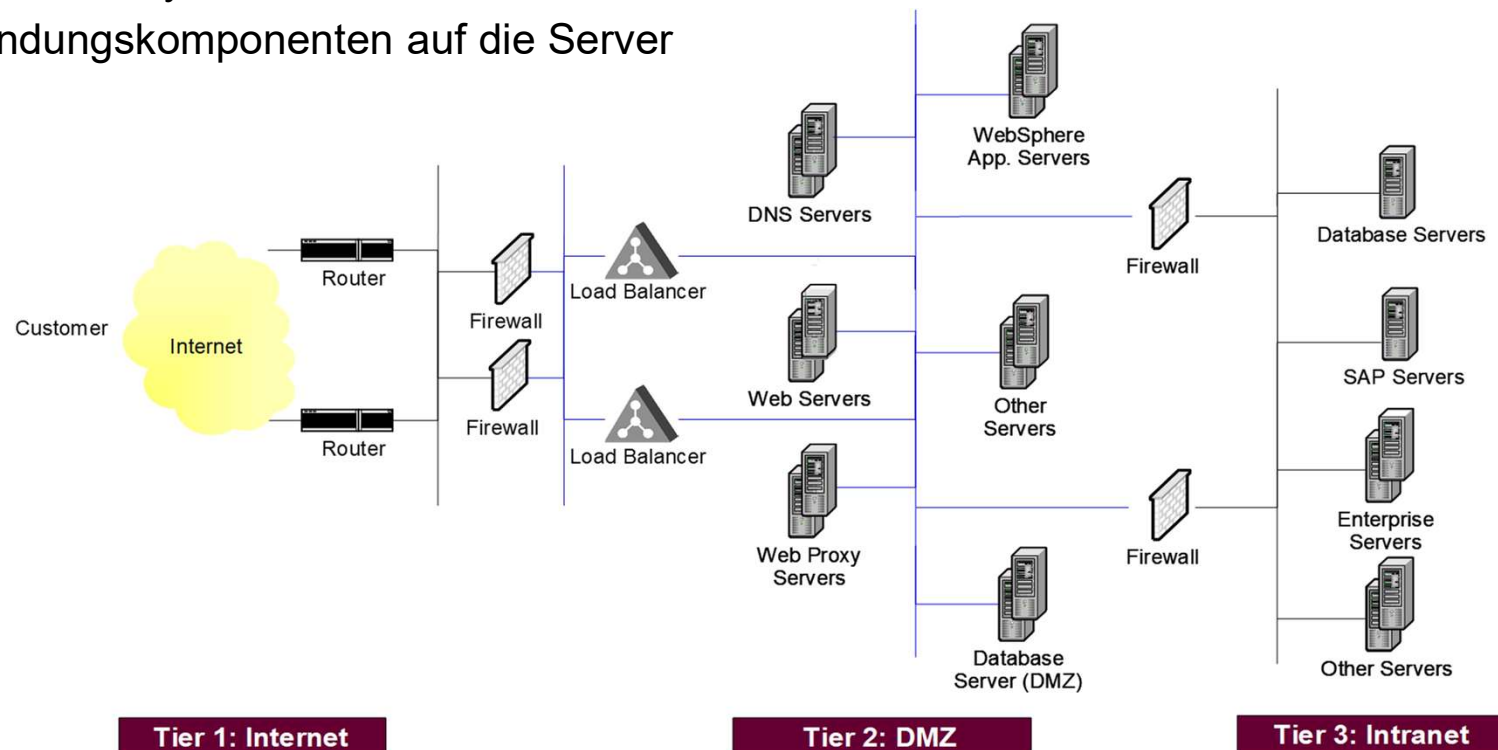 ndungskomponenten auf die Server
WebSphere
App. Servers
DNS Servers
Database Servers
Firewall
Router
Load Balancer
Firewall
Customer
Internet
SAP Servers
Web Servers
Other
Servers
Firewall
Router
Load Balancer
Enterprise
Servers
Web Proxy
Servers
Firewall
Database
Server (DMZ)
Other Servers
Tier 1: Internet
Tier 2: DMZ
Tier 3: Intranet